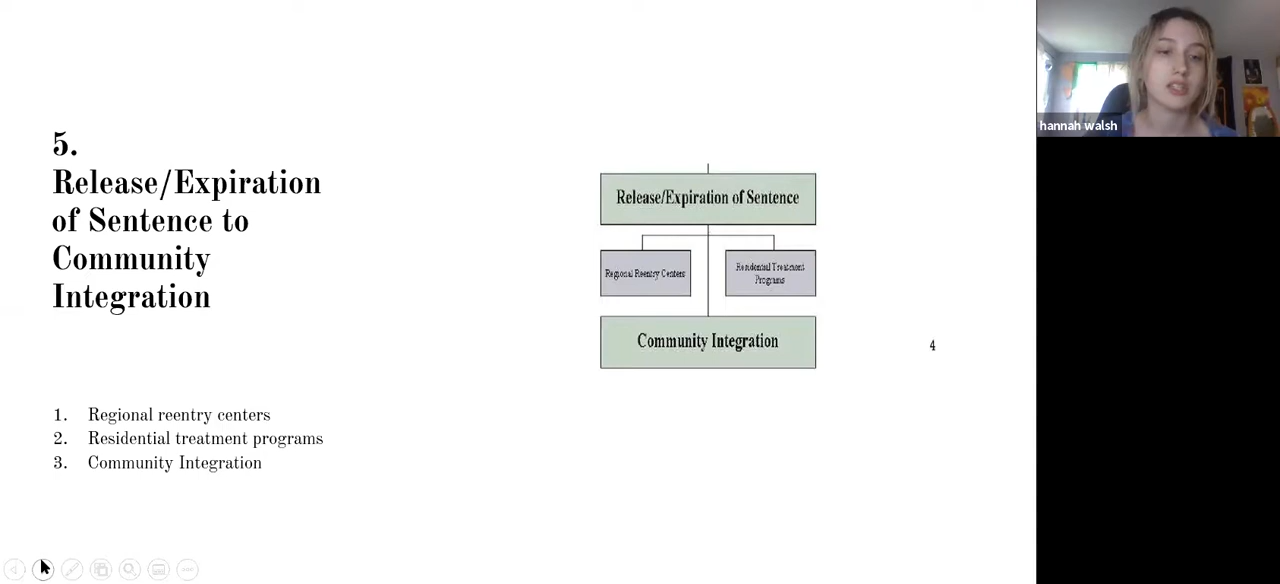 5.
Release/Expiration
of Sentence to
Community
Integration
1. Regional reentry centers
2. Residential treatment programs
3. Community Integration
Release/Expiration of Sentence
Regional Reentry Centers
Residential Treatment
Programs
Community Integration
4
hannah walsh